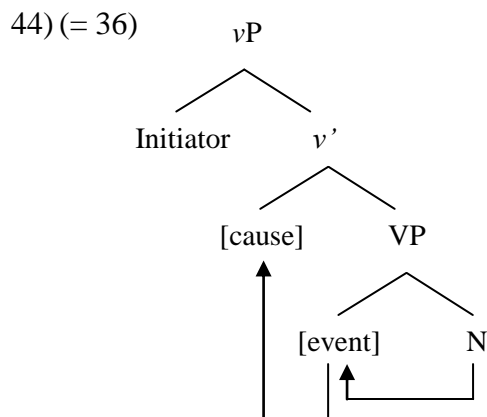 44) (= 36) vP
Initiator v’
[cause] VP
[event] N